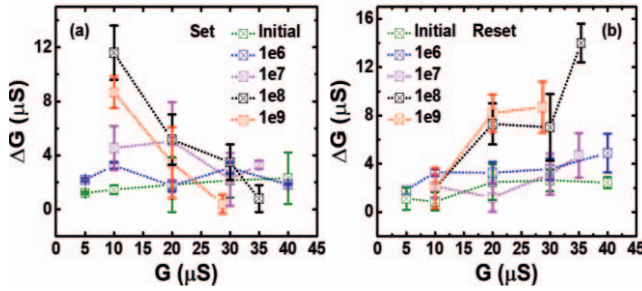 (a) Set
Initial
1e6
1e7
1e8
1e9
ΔG (μS)
12
8
4
0
0 5 10 15 20 25 30 35 40 45
G (μS)
Initial Reset (b)
1e6
1e7
1e8
1e9
ΔG (μS)
16
12
8
4
0
0 5 10 15 20 25 30 35 40 45
G (μS)